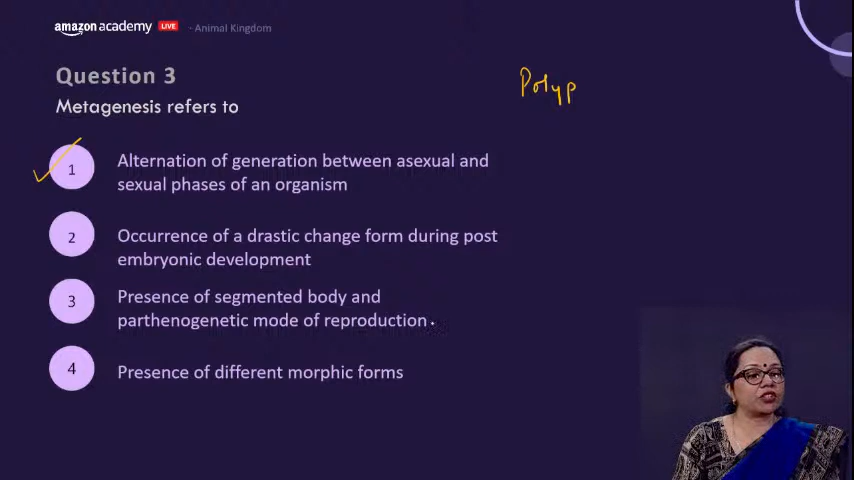 amazon academy LIVE · Animal Kingdom
Question 3
Polyp
Metagenesis refers to
1 Alternation of generation between asexual and
sexual phases of an organism
2 Occurrence of a drastic change form during post
embryonic development
3 Presence of segmented body and
parthenogenetic mode of reproduction.
4 Presence of different morphic forms